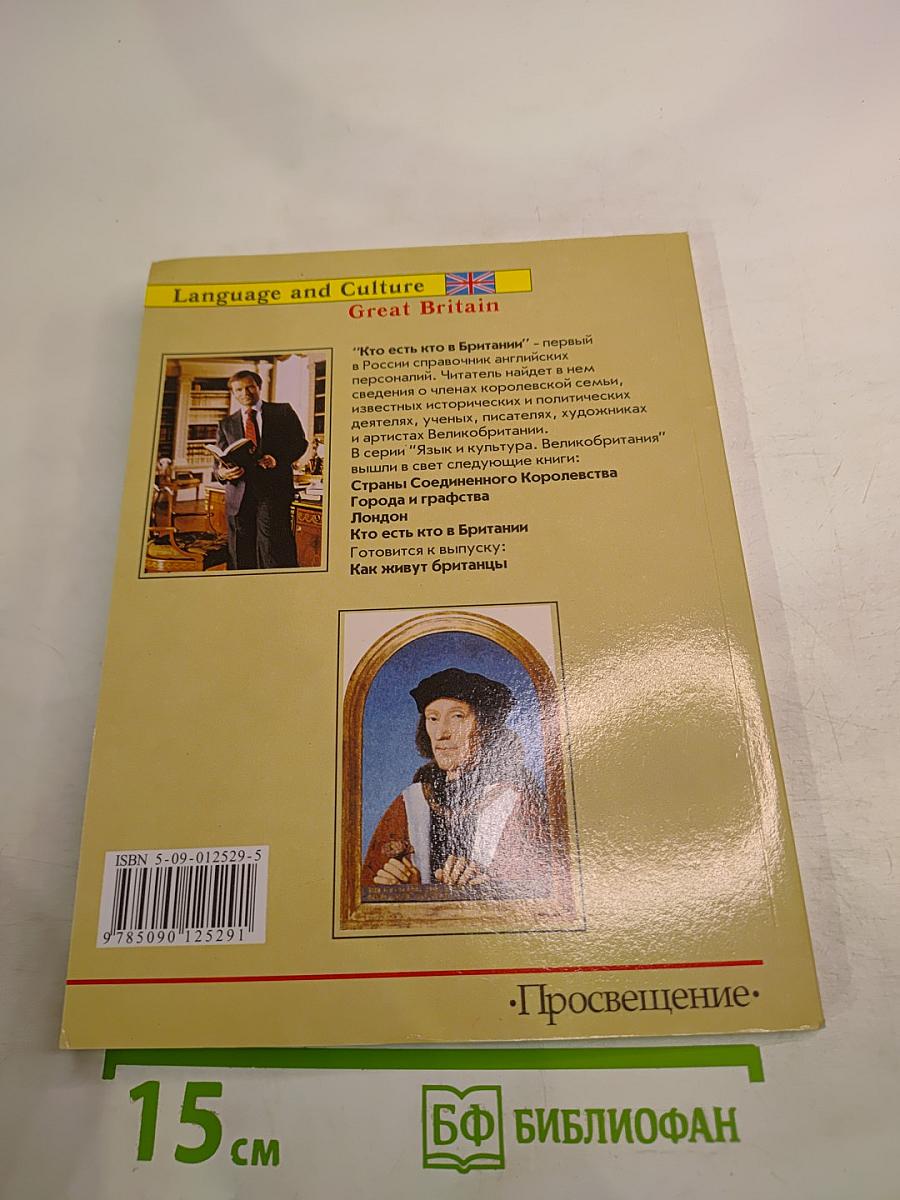 Language and Culture
Great Britain
"Кто есть кто в Британии" - первый
в России справочник английских
персоналий. Читатель найдет в нем
сведения о членах королевской семьи,
известных исторических и политических
деятелях, ученых, писателях, художниках
и артистах Великобритании.
В серии "Язык и культура. Великобритания"
вышли в свет следующие книги:
Страны Соединенного Королевства
Города и графства
Лондон
Кто есть кто в Британии
Готовится к выпуску:
Как живут британцы
ISBN 5-09-012529-5
9 785090 125291
·Просвещение·
15 см
БФ БИБЛИОФАН